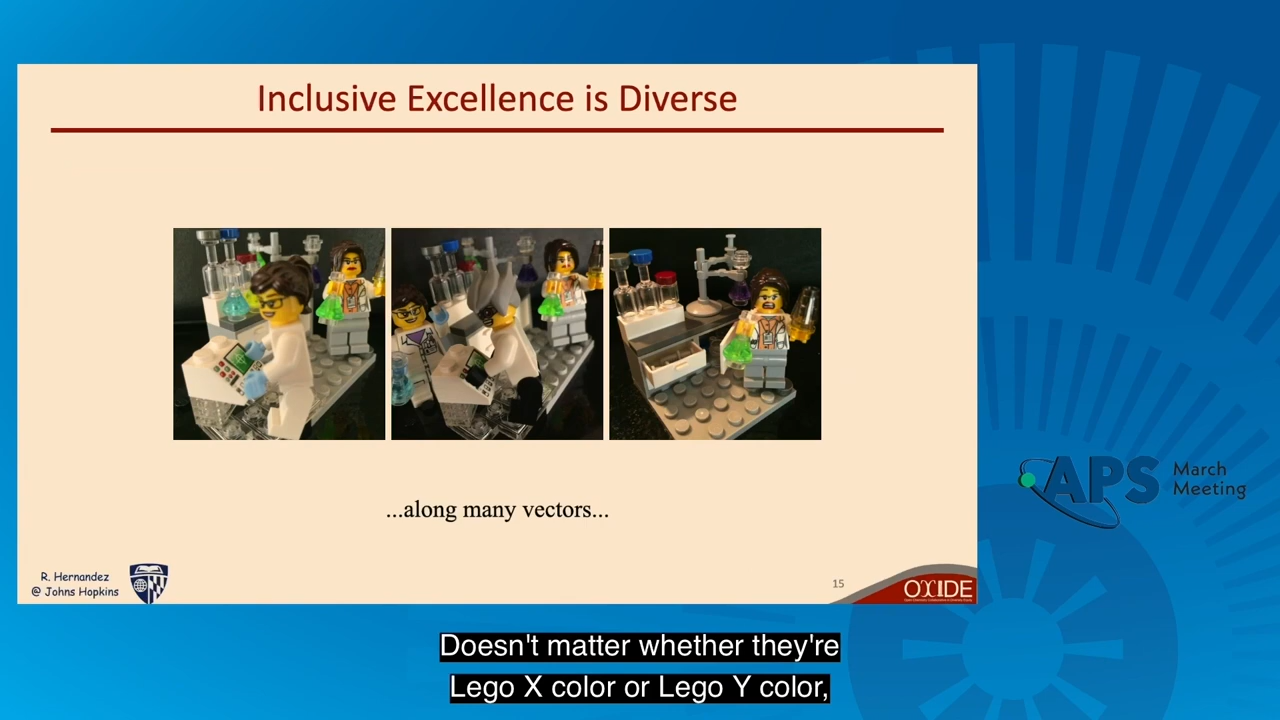 Inclusive Excellence is Diverse
...along many vectors...
R. Hernandez
@ Johns Hopkins
15
OXIDE
APS
March
Meeting
Doesn't matter whether they're
Lego X color or Lego Y color,